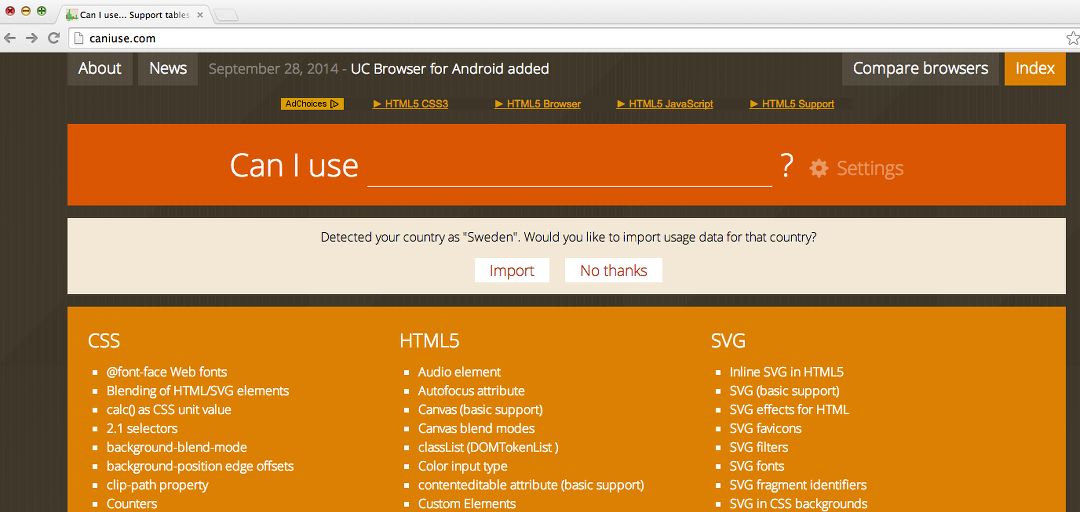 Can I use... Support tables
caniuse.com
About News September 28, 2014 - UC Browser for Android added Compare browsers Index
AdChoices HTML5 CSS3 HTML5 Browser HTML5 JavaScript HTML5 Support
Can I use ? Settings
Detected your country as "Sweden". Would you like to import usage data for that country?
Import No thanks
CSS
@font-face Web fonts
Blending of HTML/SVG elements
calc() as CSS unit value
2.1 selectors
background-blend-mode
background-position edge offsets
clip-path property
Counters
HTML5
Audio element
Autofocus attribute
Canvas (basic support)
Canvas blend modes
classList (DOMTokenList )
Color input type
contenteditable attribute (basic support)
Custom Elements
SVG
Inline SVG in HTML5
SVG (basic support)
SVG effects for HTML
SVG favicons
SVG filters
SVG fonts
SVG fragment identifiers
SVG in CSS backgrounds